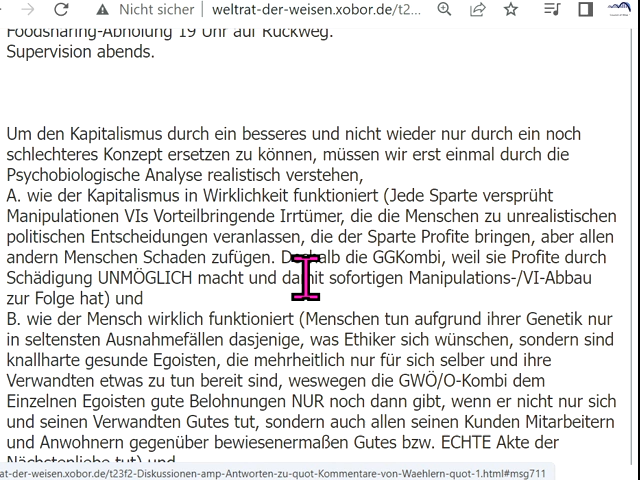 Nicht sicher | weltrat-der-weisen.xobor.de/t2...
Foodsharing-Abholung 19 Uhr auf Rückweg.
Supervision abends.
Um den Kapitalismus durch ein besseres und nicht wieder nur durch ein noch
schlechteres Konzept ersetzen zu können, müssen wir erst einmal durch die
Psychobiologische Analyse realistisch verstehen,
A. wie der Kapitalismus in Wirklichkeit funktioniert (Jede Sparte versprüht
Manipulationen VIs Vorteilbringende Irrtümer, die die Menschen zu unrealistischen
politischen Entscheidungen veranlassen, die der Sparte Profite bringen, aber allen
andern Menschen Schaden zufügen. Deshalb die GGKombi, weil sie Profite durch
Schädigung UNMÖGLICH macht und damit sofortigen Manipulations-/VI-Abbau
zur Folge hat) und
B. wie der Mensch wirklich funktioniert (Menschen tun aufgrund ihrer Genetik nur
in seltensten Ausnahmefällen dasjenige, was Ethiker sich wünschen, sondern sind
knallharte gesunde Egoisten, die mehrheitlich nur für sich selber und ihre
Verwandten etwas zu tun bereit sind, weswegen die GWÖ/O-Kombi dem
Einzelnen Egoisten gute Belohnungen NUR noch dann gibt, wenn er nicht nur sich
und seinen Verwandten Gutes tut, sondern auch allen seinen Kunden Mitarbeitern
und Anwohnern gegenüber bewiesenermaßen Gutes bzw. ECHTE Akte der
Nächstenliebe tut) und
at-der-weisen.xobor.de/t23f2-Diskussionen-amp-Antworten-zu-quot-Kommentare-von-Waehlern-quot-1.html#msg711